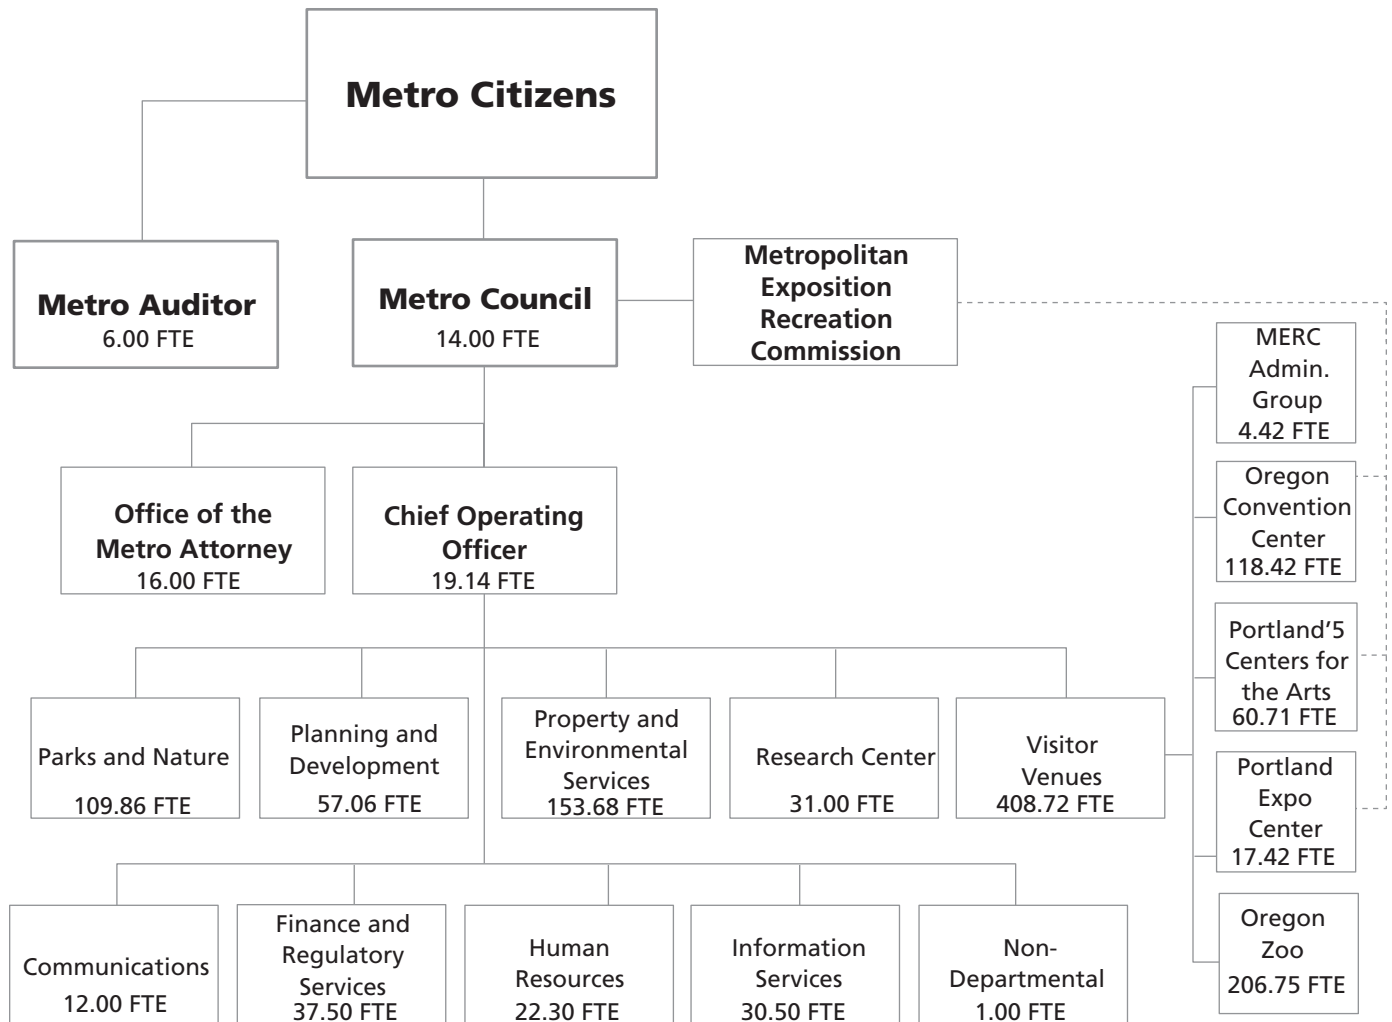 Metro Citizens
Metro Auditor
6.00 FTE
Metro Council
14.00 FTE
Metropolitan
Exposition
Recreation
Commission
Office of the
Metro Attorney
16.00 FTE
Chief Operating
Officer
19.14 FTE
Parks and Nature
109.86 FTE
Planning and
Development
57.06 FTE
Property and
Environmental
Services
153.68 FTE
Research Center
31.00 FTE
Visitor
Venues
408.72 FTE
MERC
Admin.
Group
4.42 FTE
Oregon
Convention
Center
118.42 FTE
Portland'5
Centers for
the Arts
60.71 FTE
Portland
Expo
Center
17.42 FTE
Oregon
Zoo
206.75 FTE
Communications
12.00 FTE
Finance and
Regulatory
Services
37.50 FTE
Human
Resources
22.30 FTE
Information
Services
30.50 FTE
Non-
Departmental
1.00 FTE